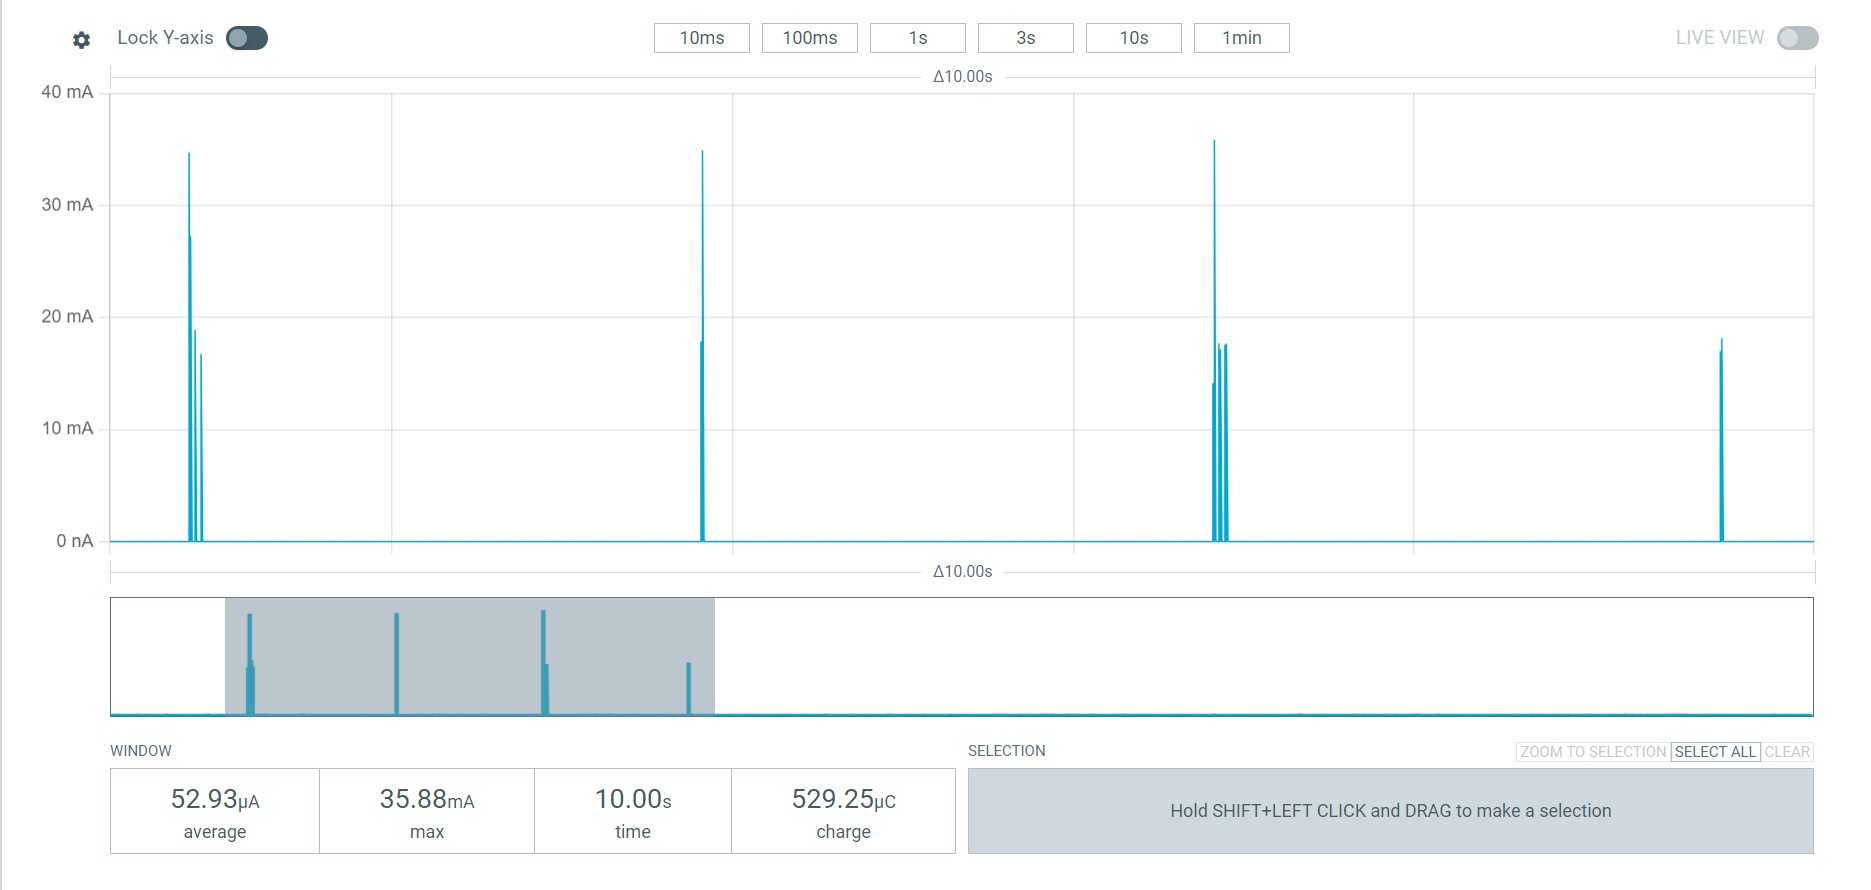 Lock Y-axis
10ms 100ms 1s 3s 10s 1min
LIVE VIEW
Δ10.00s
40 mA
30 mA
20 mA
10 mA
0 nA
Δ10.00s
WINDOW
52.93μA
average
35.88mA
max
10.00s
time
529.25μC
charge
SELECTION
ZOOM TO SELECTION SELECT ALL CLEAR
Hold SHIFT+LEFT CLICK and DRAG to make a selection